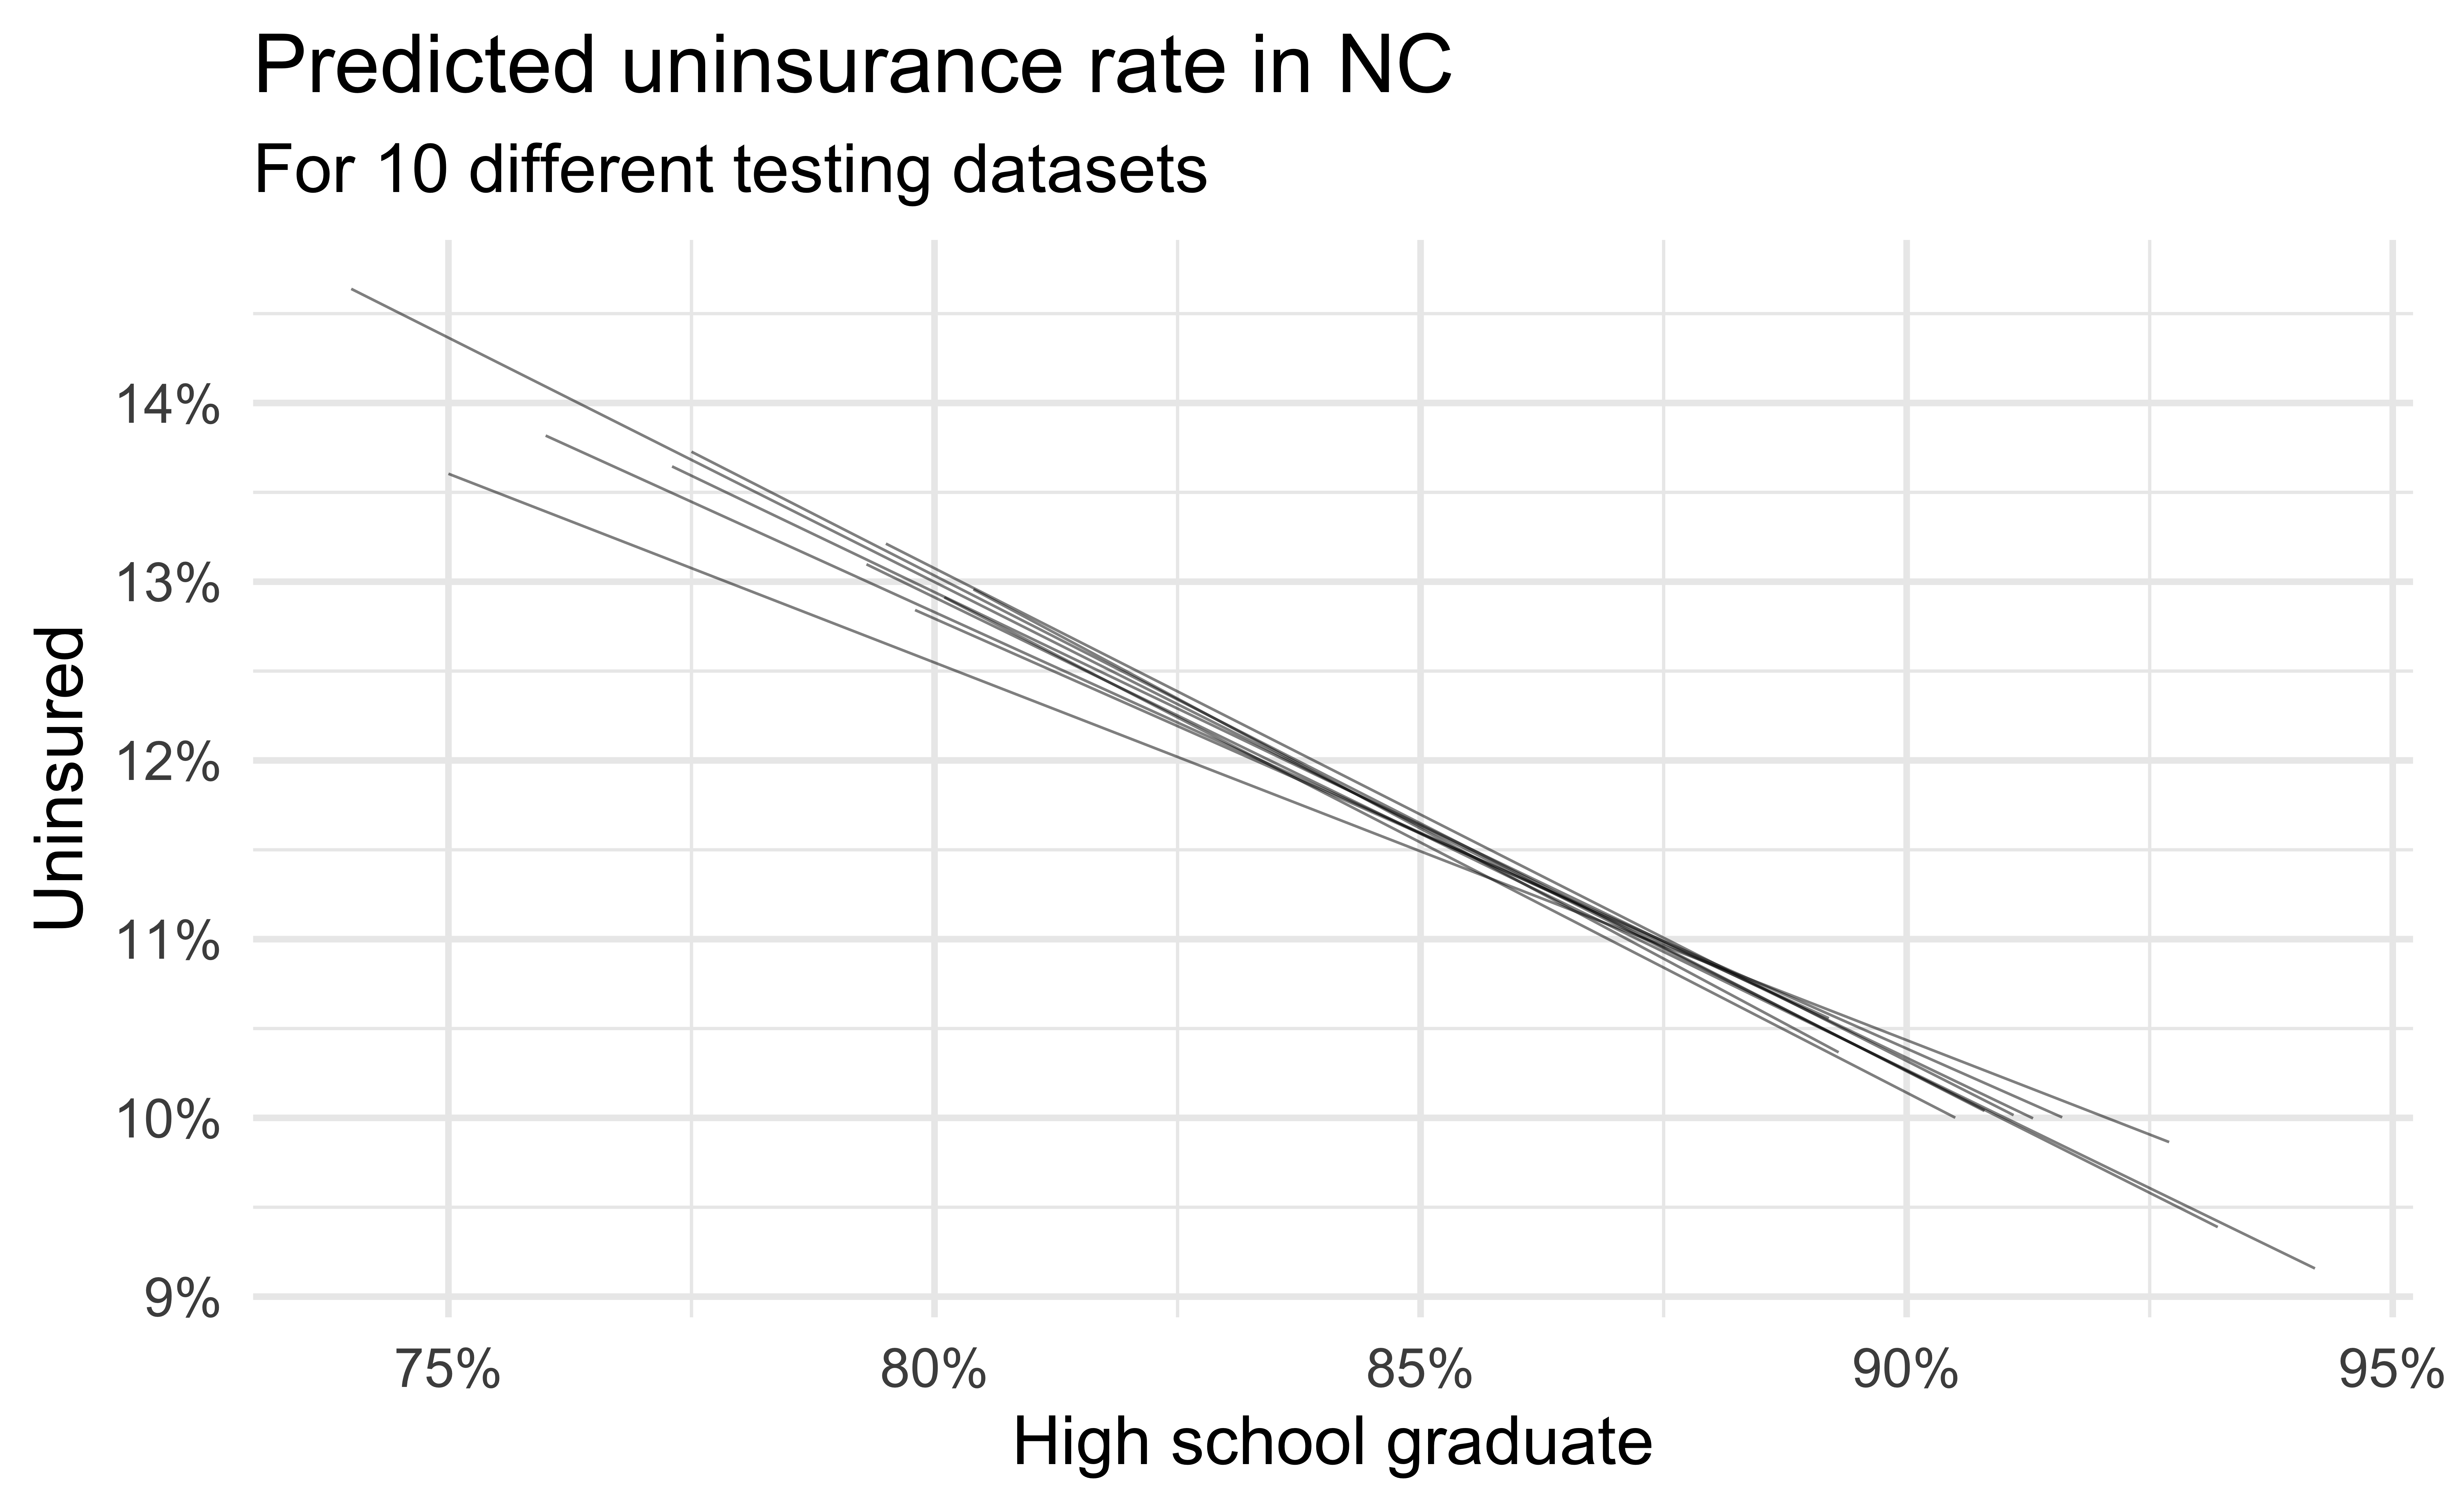 Predicted uninsurance rate in NC
For 10 different testing datasets
Uninsured
14%
13%
12%
11%
10%
9%
75% 80% 85% 90% 95%
High school graduate